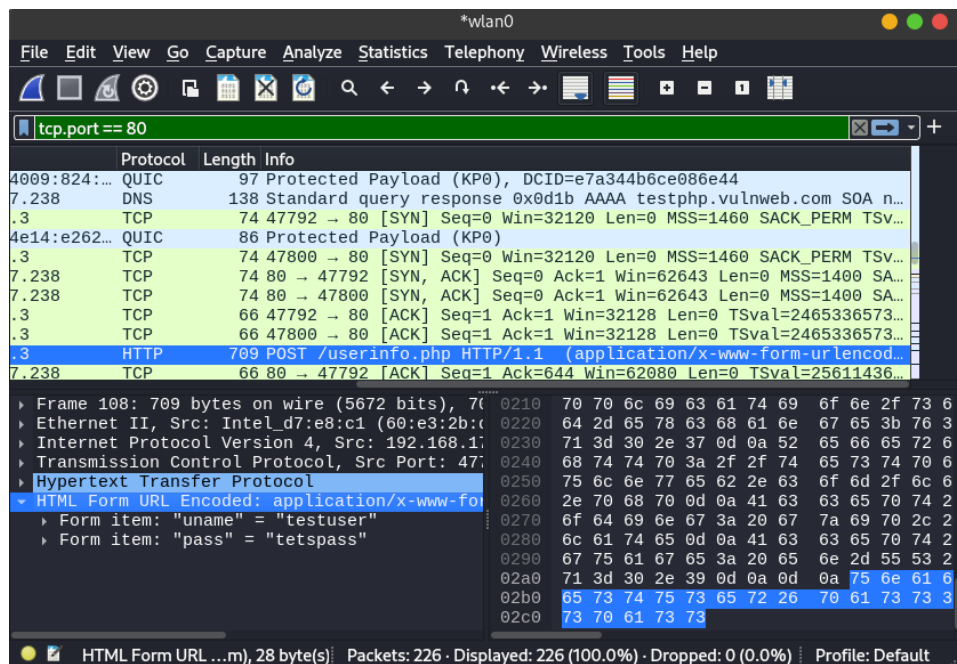 *wlan0
File Edit View Go Capture Analyze Statistics Telephony Wireless Tools Help
tcp.port == 80
Protocol Length Info
4009:824:… QUIC 97 Protected Payload (KP0), DCID=e7a344b6ce086e44
7.238 DNS 138 Standard query response 0x0d1b AAAA testphp.vulnweb.com SOA n…
.3 TCP 74 47792 → 80 [SYN] Seq=0 Win=32120 Len=0 MSS=1460 SACK_PERM TSv…
4e14:e262… QUIC 86 Protected Payload (KP0)
.3 TCP 74 47800 → 80 [SYN] Seq=0 Win=32120 Len=0 MSS=1460 SACK_PERM TSv…
7.238 TCP 74 80 → 47792 [SYN, ACK] Seq=0 Ack=1 Win=62643 Len=0 MSS=1400 SA…
7.238 TCP 74 80 → 47800 [SYN, ACK] Seq=0 Ack=1 Win=62643 Len=0 MSS=1400 SA…
.3 TCP 66 47792 → 80 [ACK] Seq=1 Ack=1 Win=32128 Len=0 TSval=2465336573…
.3 TCP 66 47800 → 80 [ACK] Seq=1 Ack=1 Win=32128 Len=0 TSval=2465336573…
.3 HTTP 709 POST /userinfo.php HTTP/1.1 (application/x-www-form-urlencod…
7.238 TCP 66 80 → 47792 [ACK] Seq=1 Ack=644 Win=62080 Len=0 TSval=25611436…
Frame 108: 709 bytes on wire (5672 bits), 70
Ethernet II, Src: Intel_d7:e8:c1 (60:e3:2b:d
Internet Protocol Version 4, Src: 192.168.17
Transmission Control Protocol, Src Port: 477
Hypertext Transfer Protocol
HTML Form URL Encoded: application/x-www-for
Form item: "uname" = "testuser"
Form item: "pass" = "tetspass"
0210 70 70 6c 69 63 61 74 69 6f 6e 2f 73 6
0220 64 2d 65 78 63 68 61 6e 67 65 3b 76 3
0230 71 3d 30 2e 37 0d 0a 52 65 66 65 72 6
0240 68 74 74 70 3a 2f 2f 74 65 73 74 70 6
0250 75 6c 6e 77 65 62 2e 63 6f 6d 2f 6c 6
0260 2e 70 68 70 0d 0a 41 63 63 65 70 74 2
0270 6f 64 69 6e 67 3a 20 67 7a 69 70 2c 2
0280 6c 61 74 65 0d 0a 41 63 63 65 70 74 2
0290 67 75 61 67 65 3a 20 65 6e 2d 55 53 2
02a0 71 3d 30 2e 39 0d 0a 0d 0a 75 6e 61 6
02b0 65 73 74 75 73 65 72 26 70 61 73 73 3
02c0 73 70 61 73 73
HTML Form URL …m), 28 byte(s) Packets: 226 · Displayed: 226 (100.0%) · Dropped: 0 (0.0%) Profile: Default